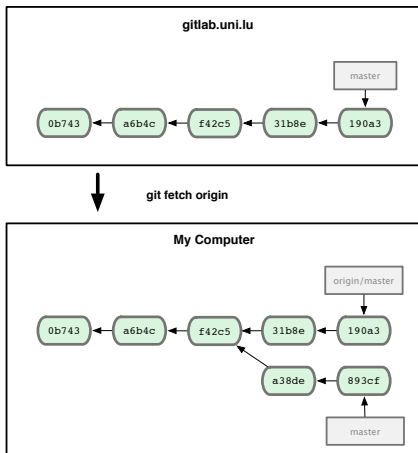 gitlab.uni.lu
master
0b743 a6b4c f42c5 31b8e 190a3
git fetch origin
My Computer
origin/master
0b743 a6b4c f42c5 31b8e 190a3
a38de 893cf
master